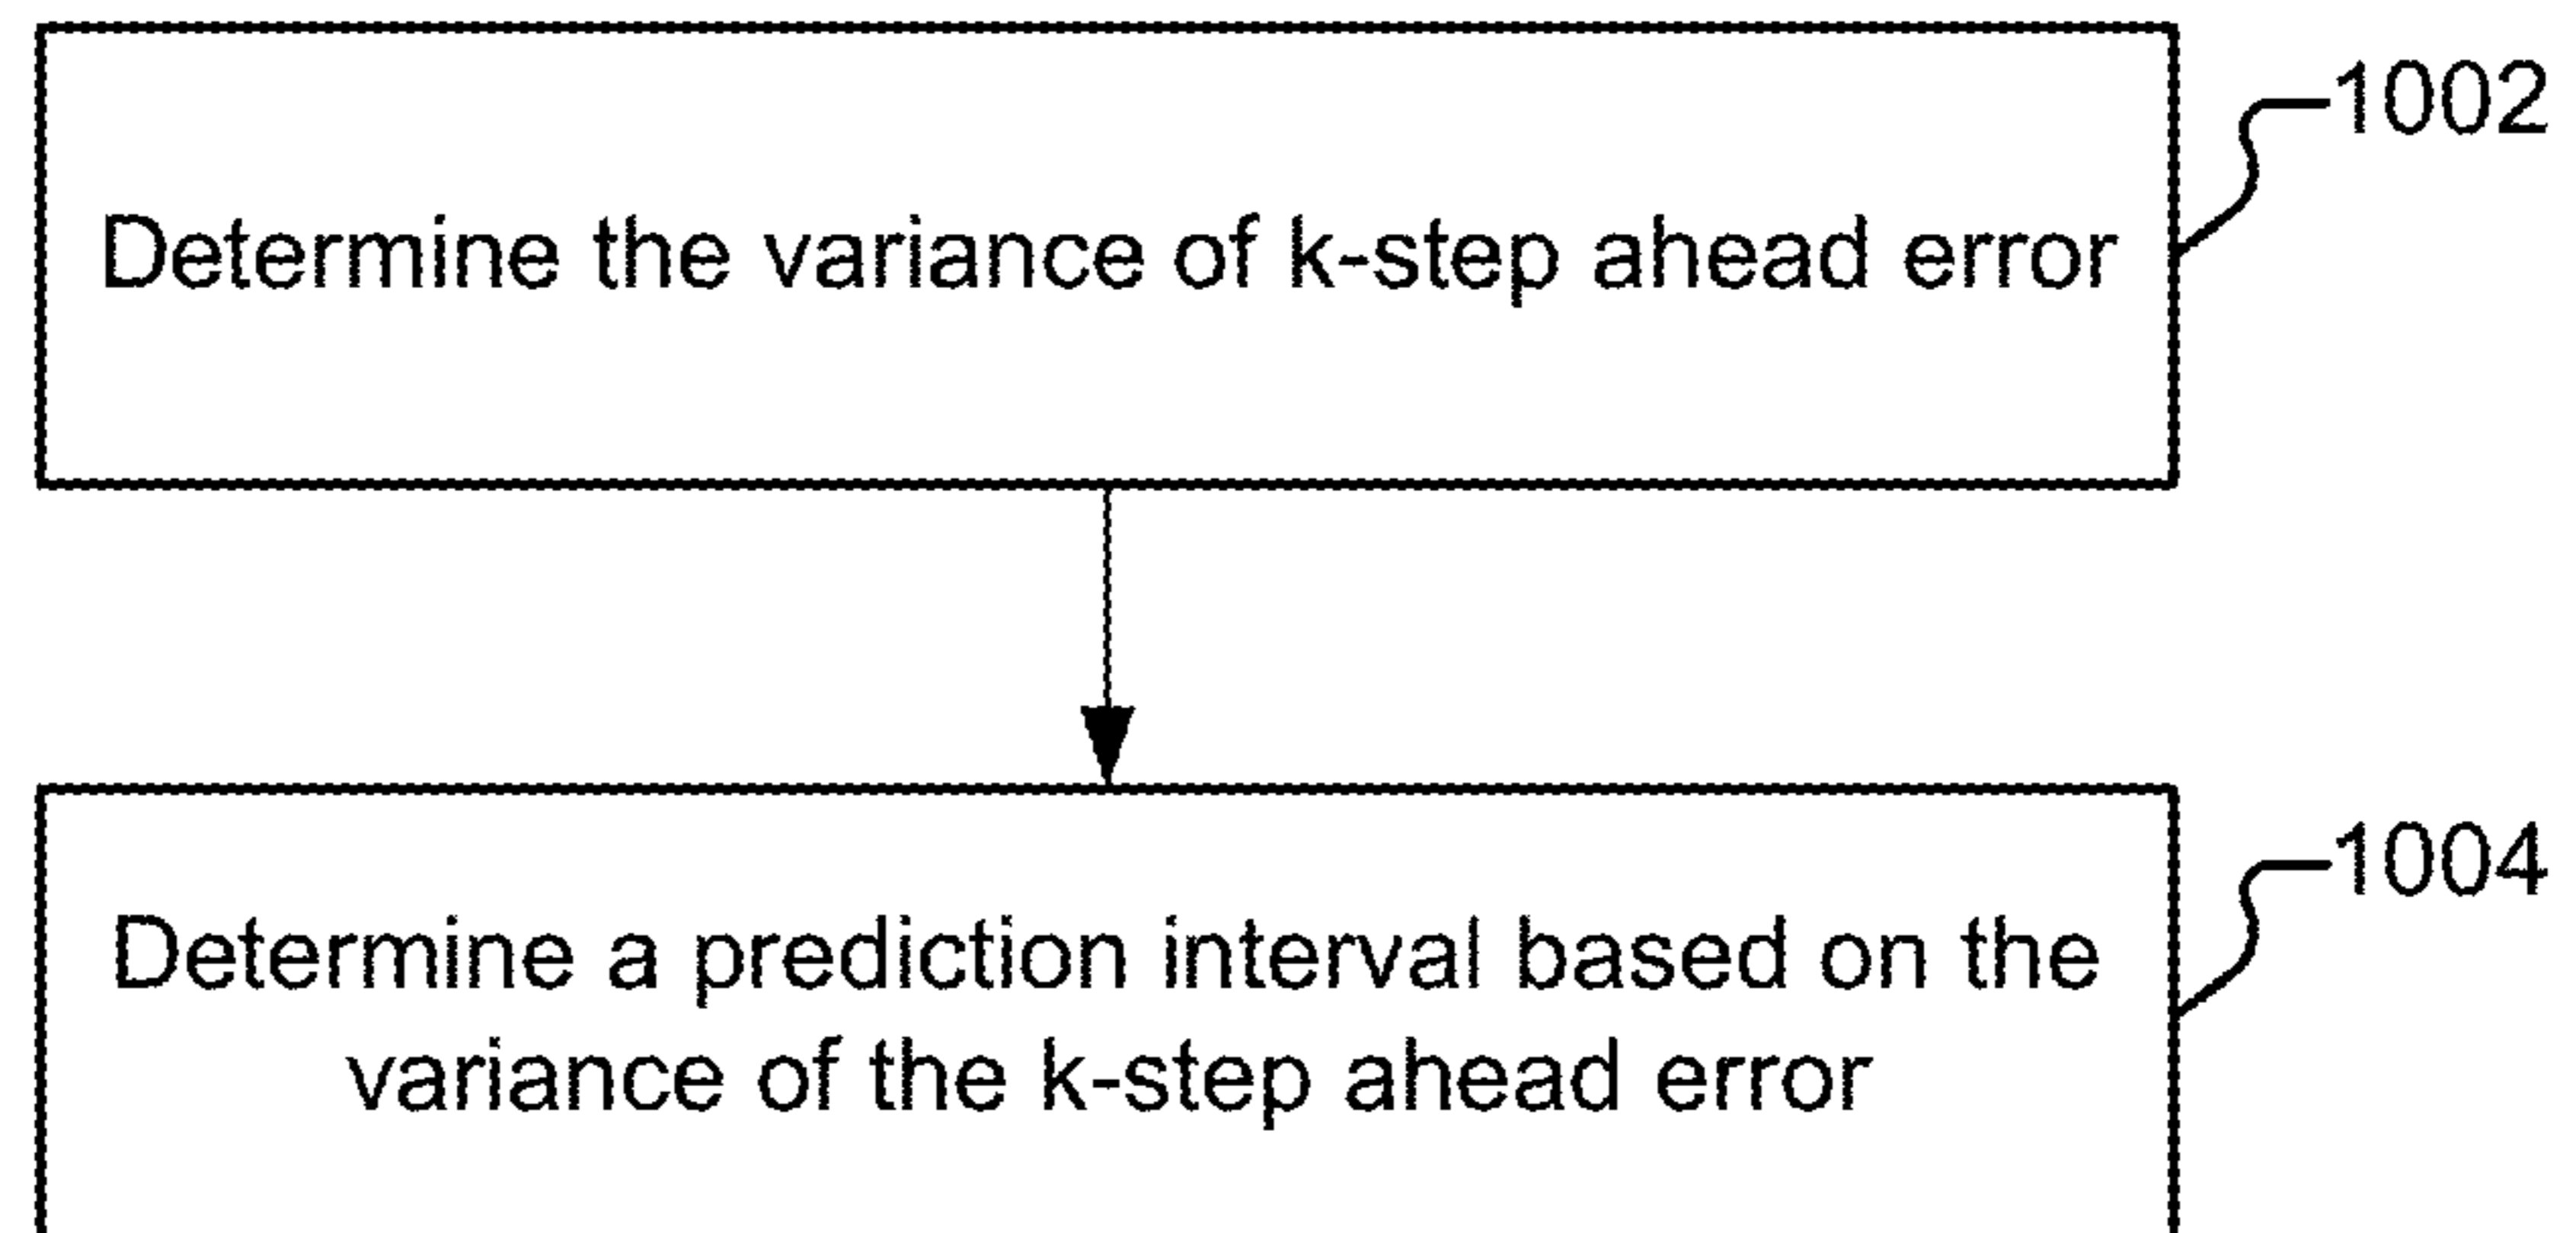 1002
Determine the variance of k-step ahead error
1004
Determine a prediction interval based on the
variance of the k-step ahead error